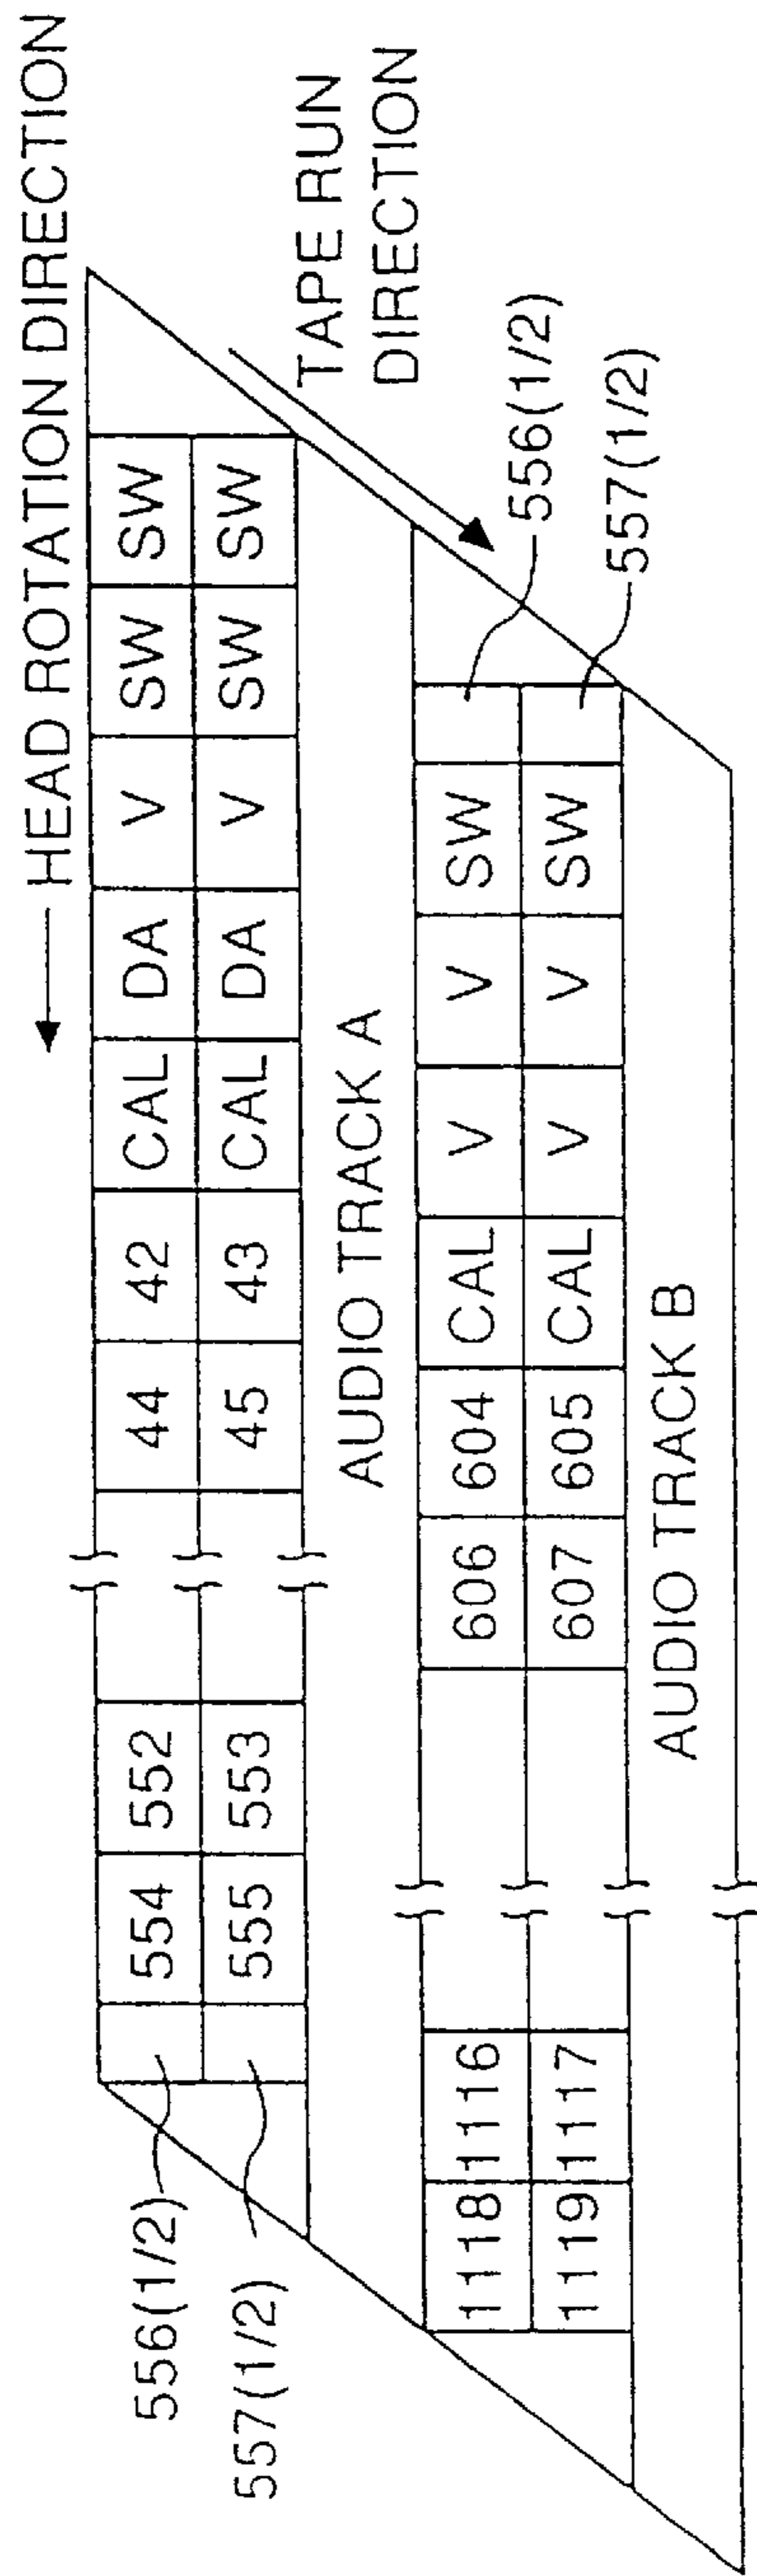 HEAD ROTATION DIRECTION
TAPE RUN
DIRECTION
554 552 44 42 CAL DA V SW SW
555 553 45 43 CAL DA V SW SW
556(1/2)
557(1/2)
AUDIO TRACK A
1118 1116 606 604 CAL V V SW
1119 1117 607 605 CAL V V SW
556(1/2)
557(1/2)
AUDIO TRACK B